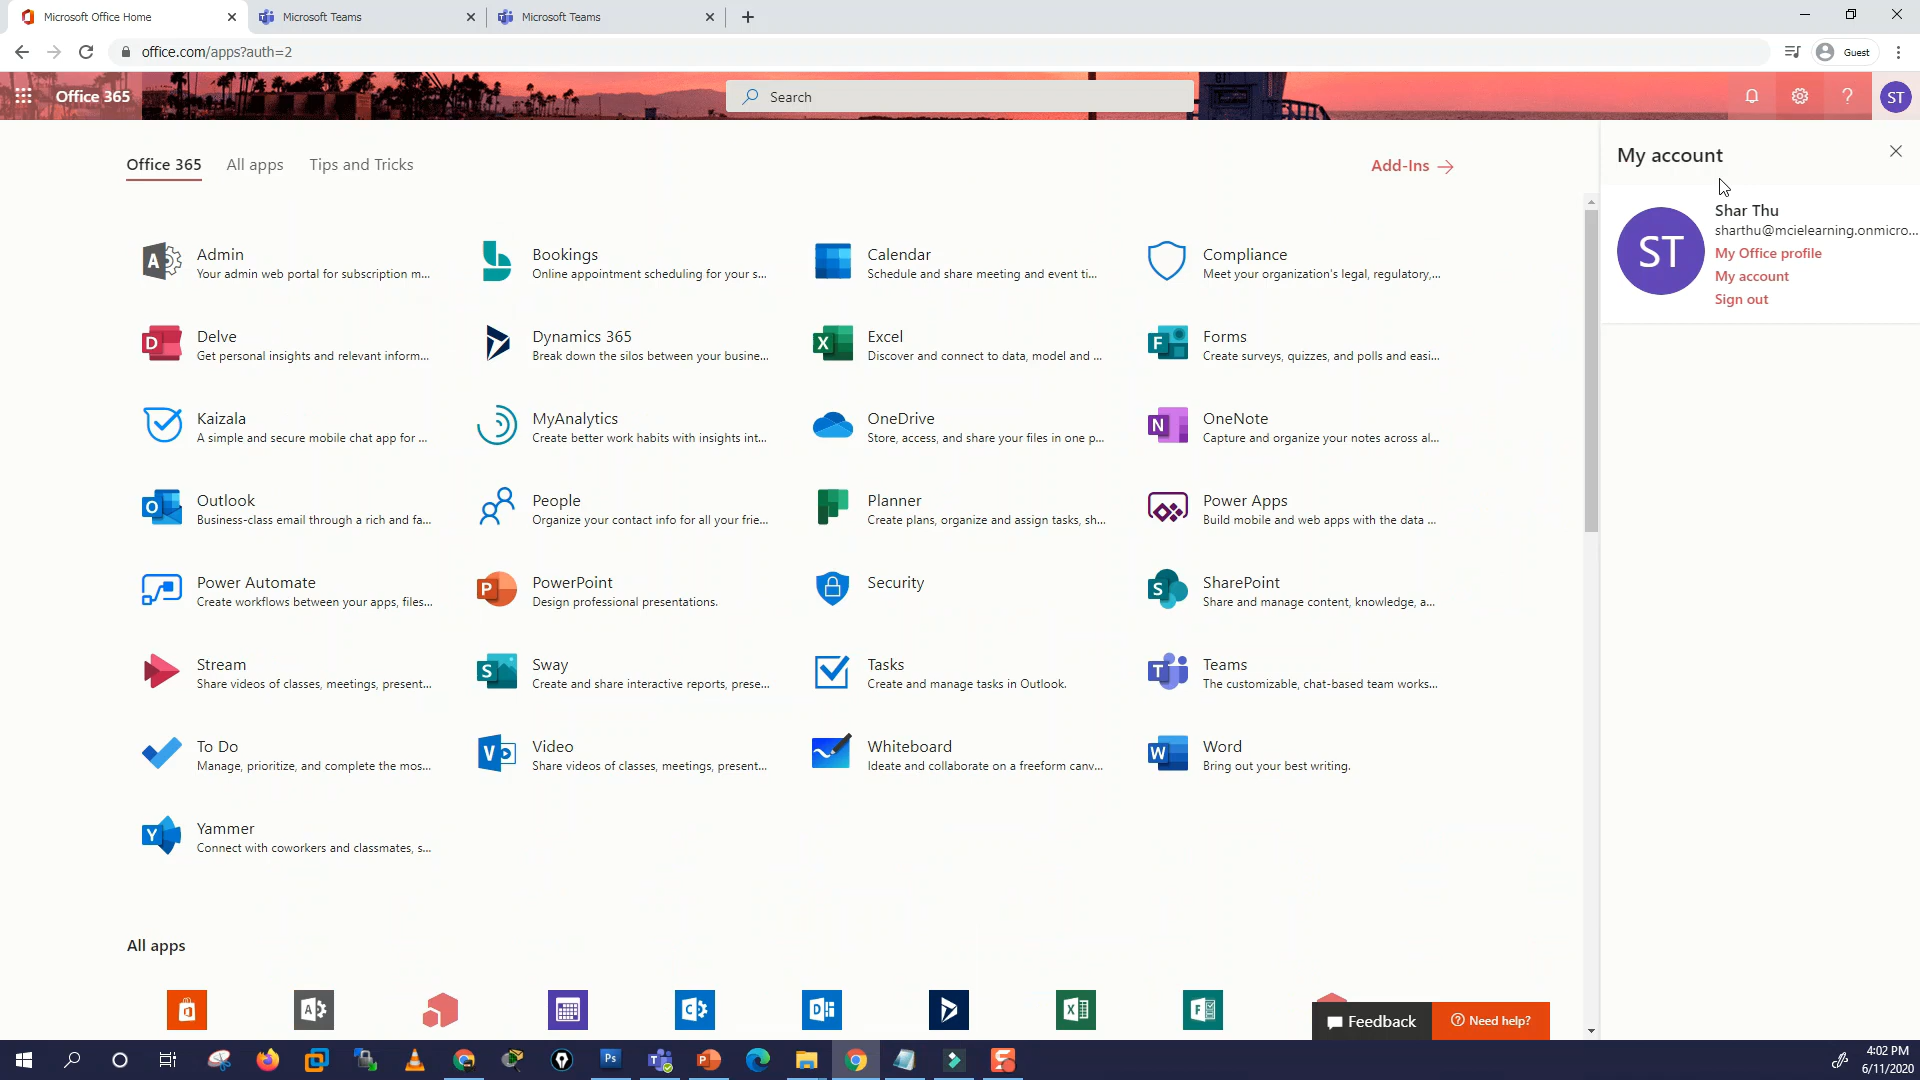 Microsoft Office Home
Microsoft Teams
Microsoft Teams
office.com/apps?auth=2
Guest
Office 365
Search
ST
Office 365
All apps
Tips and Tricks
Add-Ins →
My account
Shar Thu
sharthu@mcielearning.onmicro...
My Office profile
My account
Sign out
ST
Admin
Your admin web portal for subscription m...
Bookings
Online appointment scheduling for your s...
Calendar
Schedule and share meeting and event ti...
Compliance
Meet your organization's legal, regulatory,...
Delve
Get personal insights and relevant inform...
Dynamics 365
Break down the silos between your busine...
Excel
Discover and connect to data, model and ...
Forms
Create surveys, quizzes, and polls and easi...
Kaizala
A simple and secure mobile chat app for ...
MyAnalytics
Create better work habits with insights int...
OneDrive
Store, access, and share your files in one p...
OneNote
Capture and organize your notes across al...
Outlook
Business-class email through a rich and fa...
People
Organize your contact info for all your frie...
Planner
Create plans, organize and assign tasks, sh...
Power Apps
Build mobile and web apps with the data ...
Power Automate
Create workflows between your apps, files...
PowerPoint
Design professional presentations.
Security
SharePoint
Share and manage content, knowledge, a...
Stream
Share videos of classes, meetings, present...
Sway
Create and share interactive reports, prese...
Tasks
Create and manage tasks in Outlook.
Teams
The customizable, chat-based team works...
To Do
Manage, prioritize, and complete the mos...
Video
Share videos of classes, meetings, present...
Whiteboard
Ideate and collaborate on a freeform canv...
Word
Bring out your best writing.
Yammer
Connect with coworkers and classmates, s...
All apps
Feedback
Need help?
4:02 PM
6/11/2020